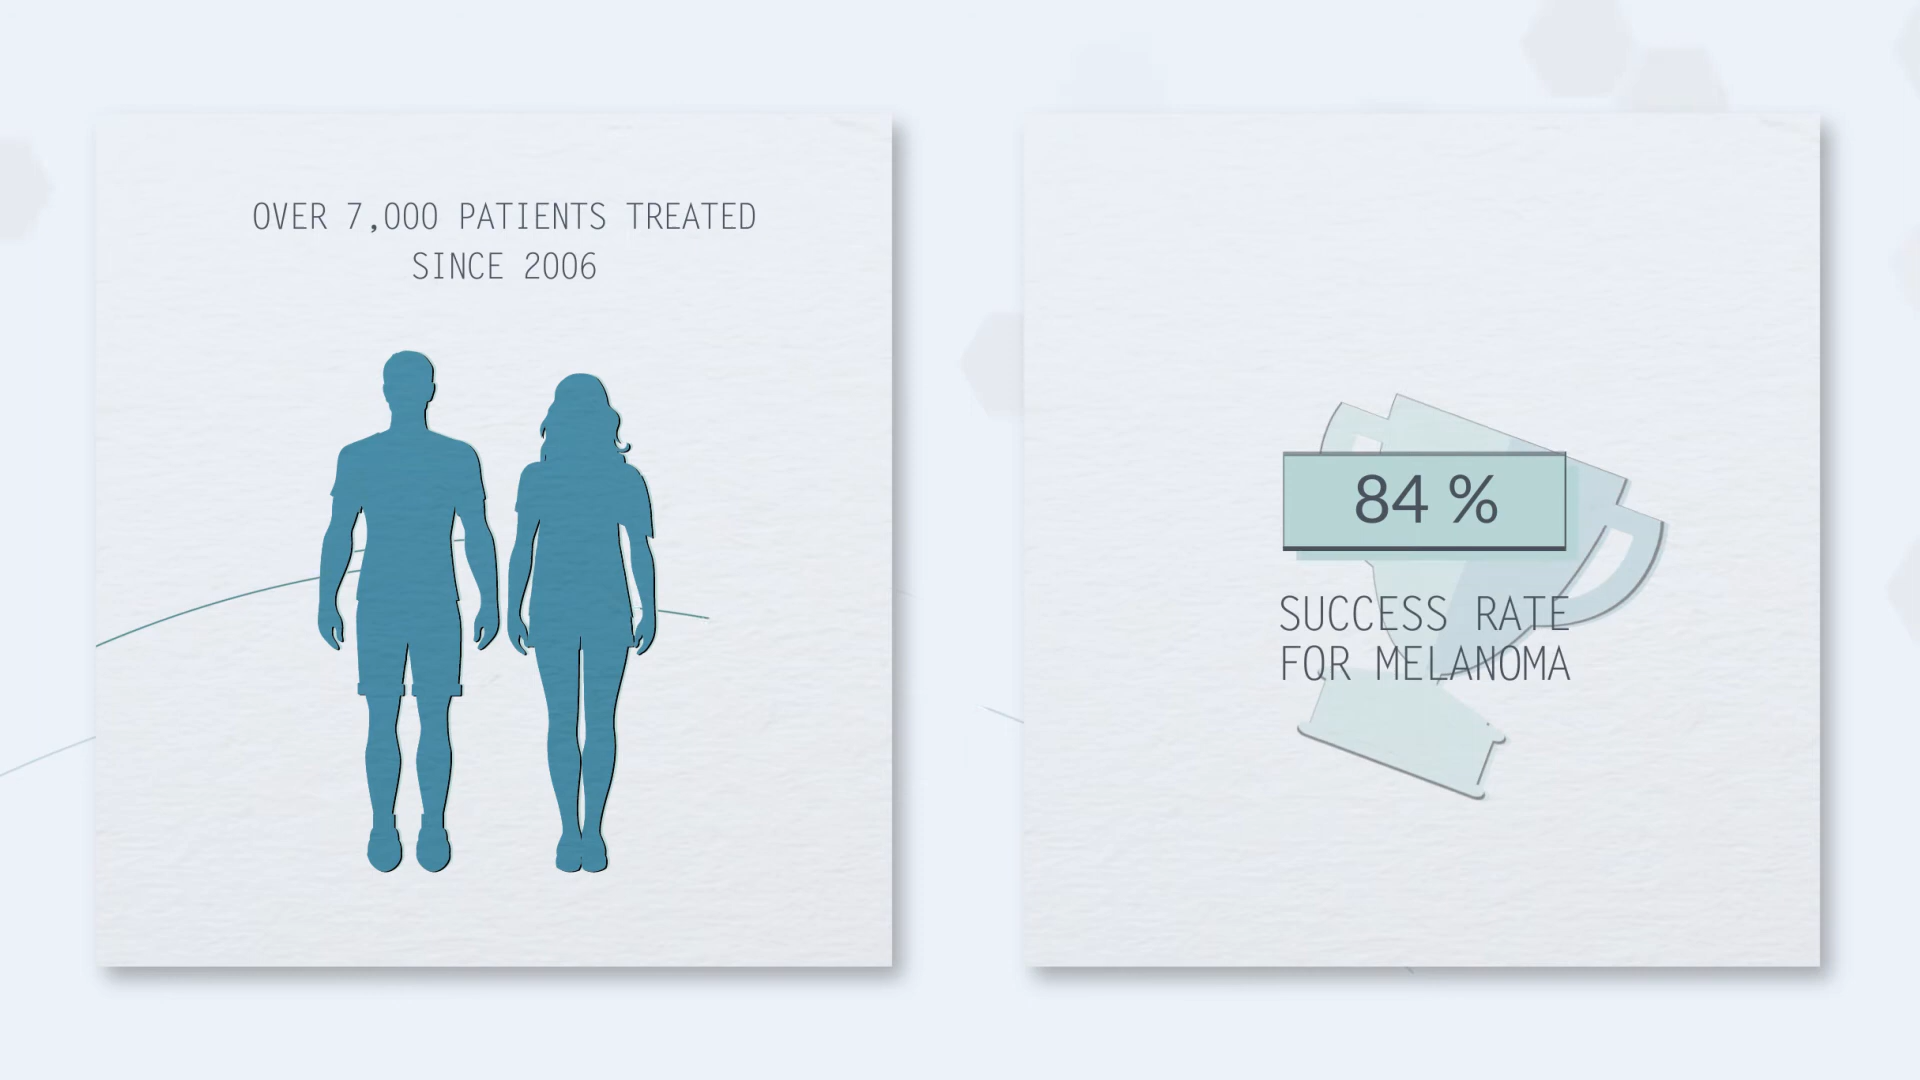 OVER 7,000 PATIENTS TREATED
SINCE 2006
84 %
SUCCESS RATE
FOR MELANOMA